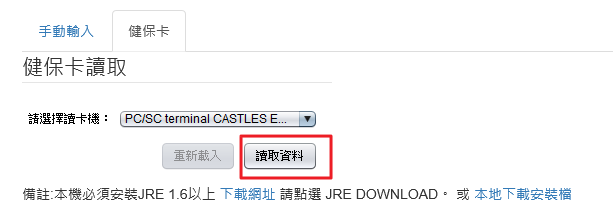 手動輸入 健保卡
健保卡讀取
請選擇讀卡機： PC/SC terminal CASTLES E...
重新載入 讀取資料
備註:本機必須安裝JRE 1.6以上 下載網址 請點選 JRE DOWNLOAD。 或 本地下載安裝檔